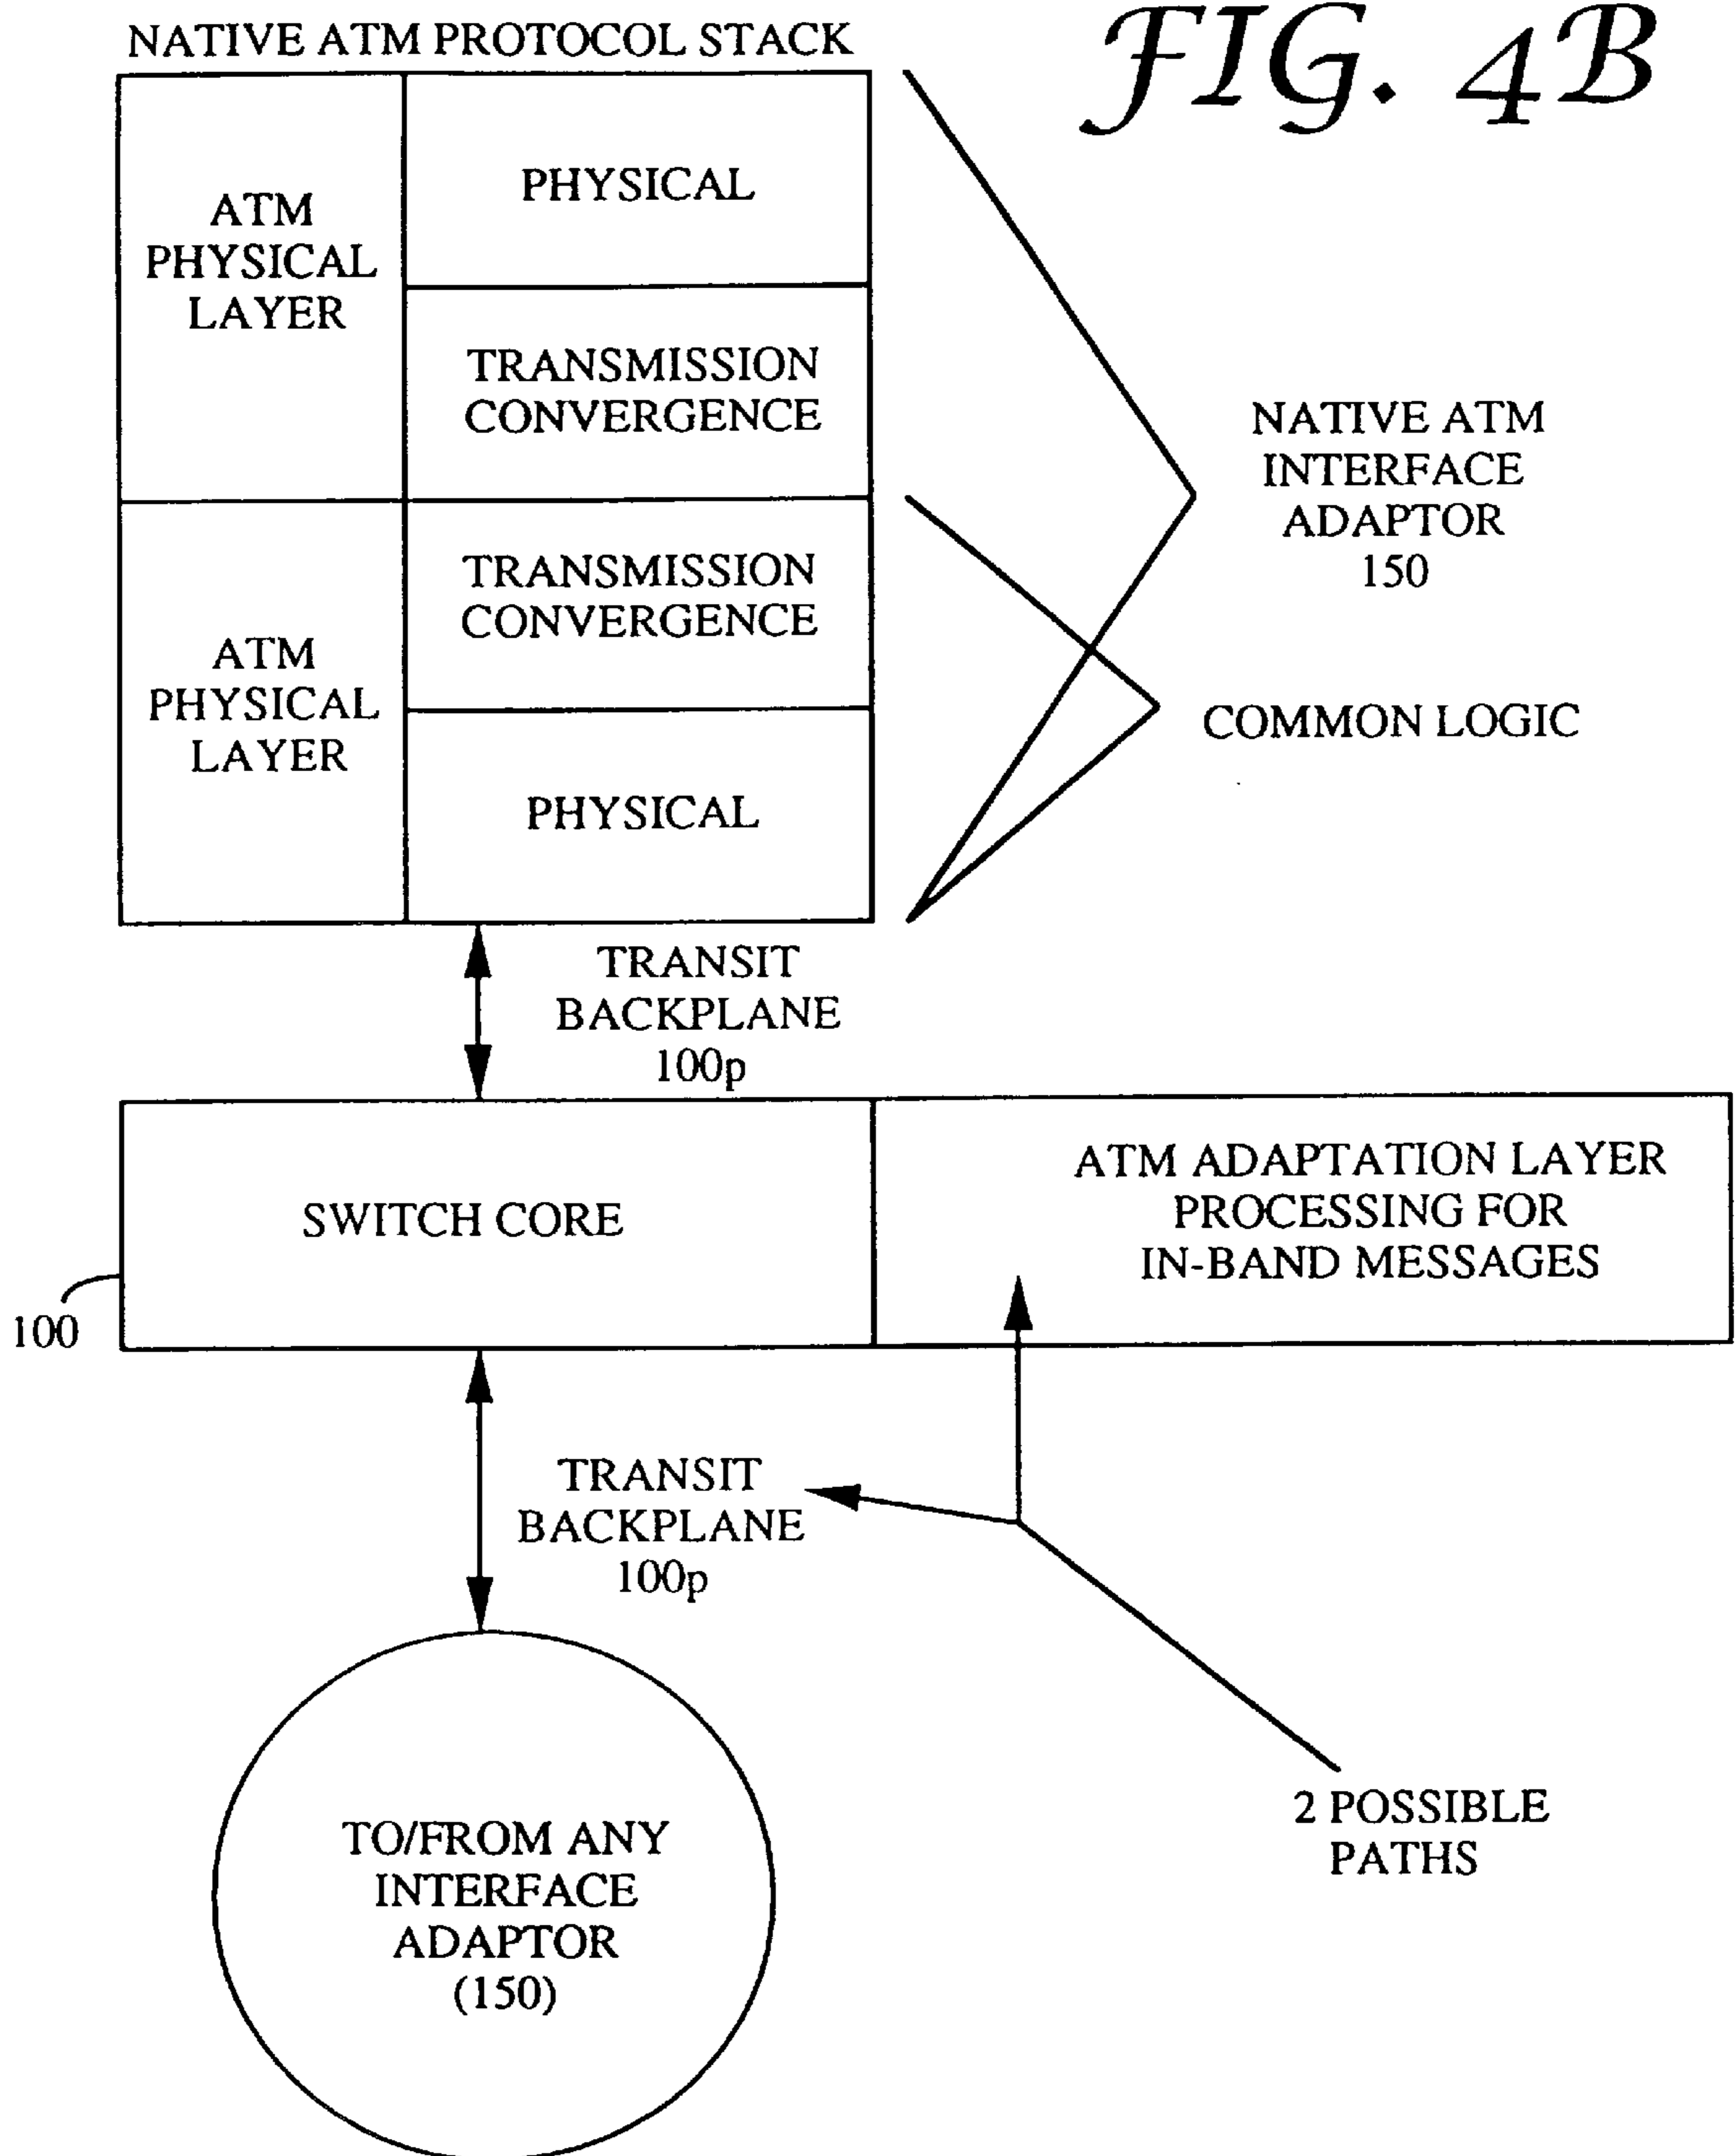 FIG. 4B
NATIVE ATM PROTOCOL STACK
ATM
PHYSICAL
LAYER
PHYSICAL
TRANSMISSION
CONVERGENCE
NATIVE ATM
INTERFACE
ADAPTOR
150
ATM
PHYSICAL
LAYER
TRANSMISSION
CONVERGENCE
PHYSICAL
COMMON LOGIC
TRANSIT
BACKPLANE
100p
SWITCH CORE
ATM ADAPTATION LAYER
PROCESSING FOR
IN-BAND MESSAGES
100
TRANSIT
BACKPLANE
100p
2 POSSIBLE
PATHS
TO/FROM ANY
INTERFACE
ADAPTOR
(150)